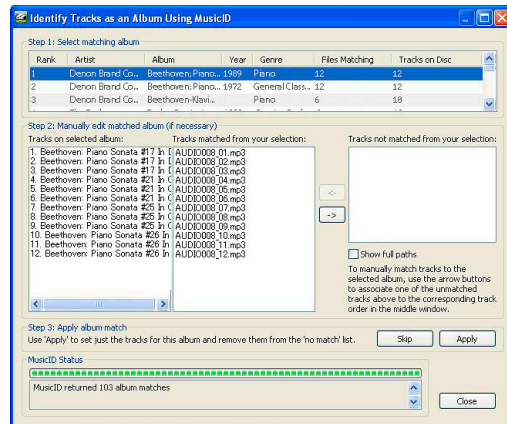 Identify Tracks as an Album Using MusicID
Step 1: Select matching album
Rank Artist Album Year Genre Files Matching Tracks on Disc
1 Denon Brand Co... Beethoven; Piano... 1989 Piano 12 12
2 Denon Brand Co... Beethoven; Piano... 1972 General Class... 12 12
3 Denon Brand Co... Beethoven-Klavi... Piano 6 10
Step 2: Manually edit matched album (if necessary)
Tracks on selected album: Tracks matched from your selection: Tracks not matched from your selection:
1. Beethoven: Piano Sonata #17 In D AUDIO008_01.mp3
2. Beethoven: Piano Sonata #17 In D AUDIO008_02.mp3
3. Beethoven: Piano Sonata #17 In D AUDIO008_03.mp3
4. Beethoven: Piano Sonata #21 In C AUDIO008_04.mp3
5. Beethoven: Piano Sonata #21 In C AUDIO008_05.mp3
6. Beethoven: Piano Sonata #21 In C AUDIO008_06.mp3
7. Beethoven: Piano Sonata #25 In G AUDIO008_07.mp3
8. Beethoven: Piano Sonata #25 In G AUDIO008_08.mp3
9. Beethoven: Piano Sonata #25 In G AUDIO008_09.mp3
10. Beethoven: Piano Sonata #26 In AUDIO008_10.mp3
11. Beethoven: Piano Sonata #26 In AUDIO008_11.mp3
12. Beethoven: Piano Sonata #26 In AUDIO008_12.mp3
<-
->
Show full paths
To manually match tracks to the
selected album, use the arrow buttons
to associate one of the unmatched
tracks above to the corresponding track
order in the middle window.
Step 3: Apply album match
Use 'Apply' to set just the tracks for this album and remove them from the 'no match' list. Skip Apply
MusicID Status
MusicID returned 103 album matches
Close